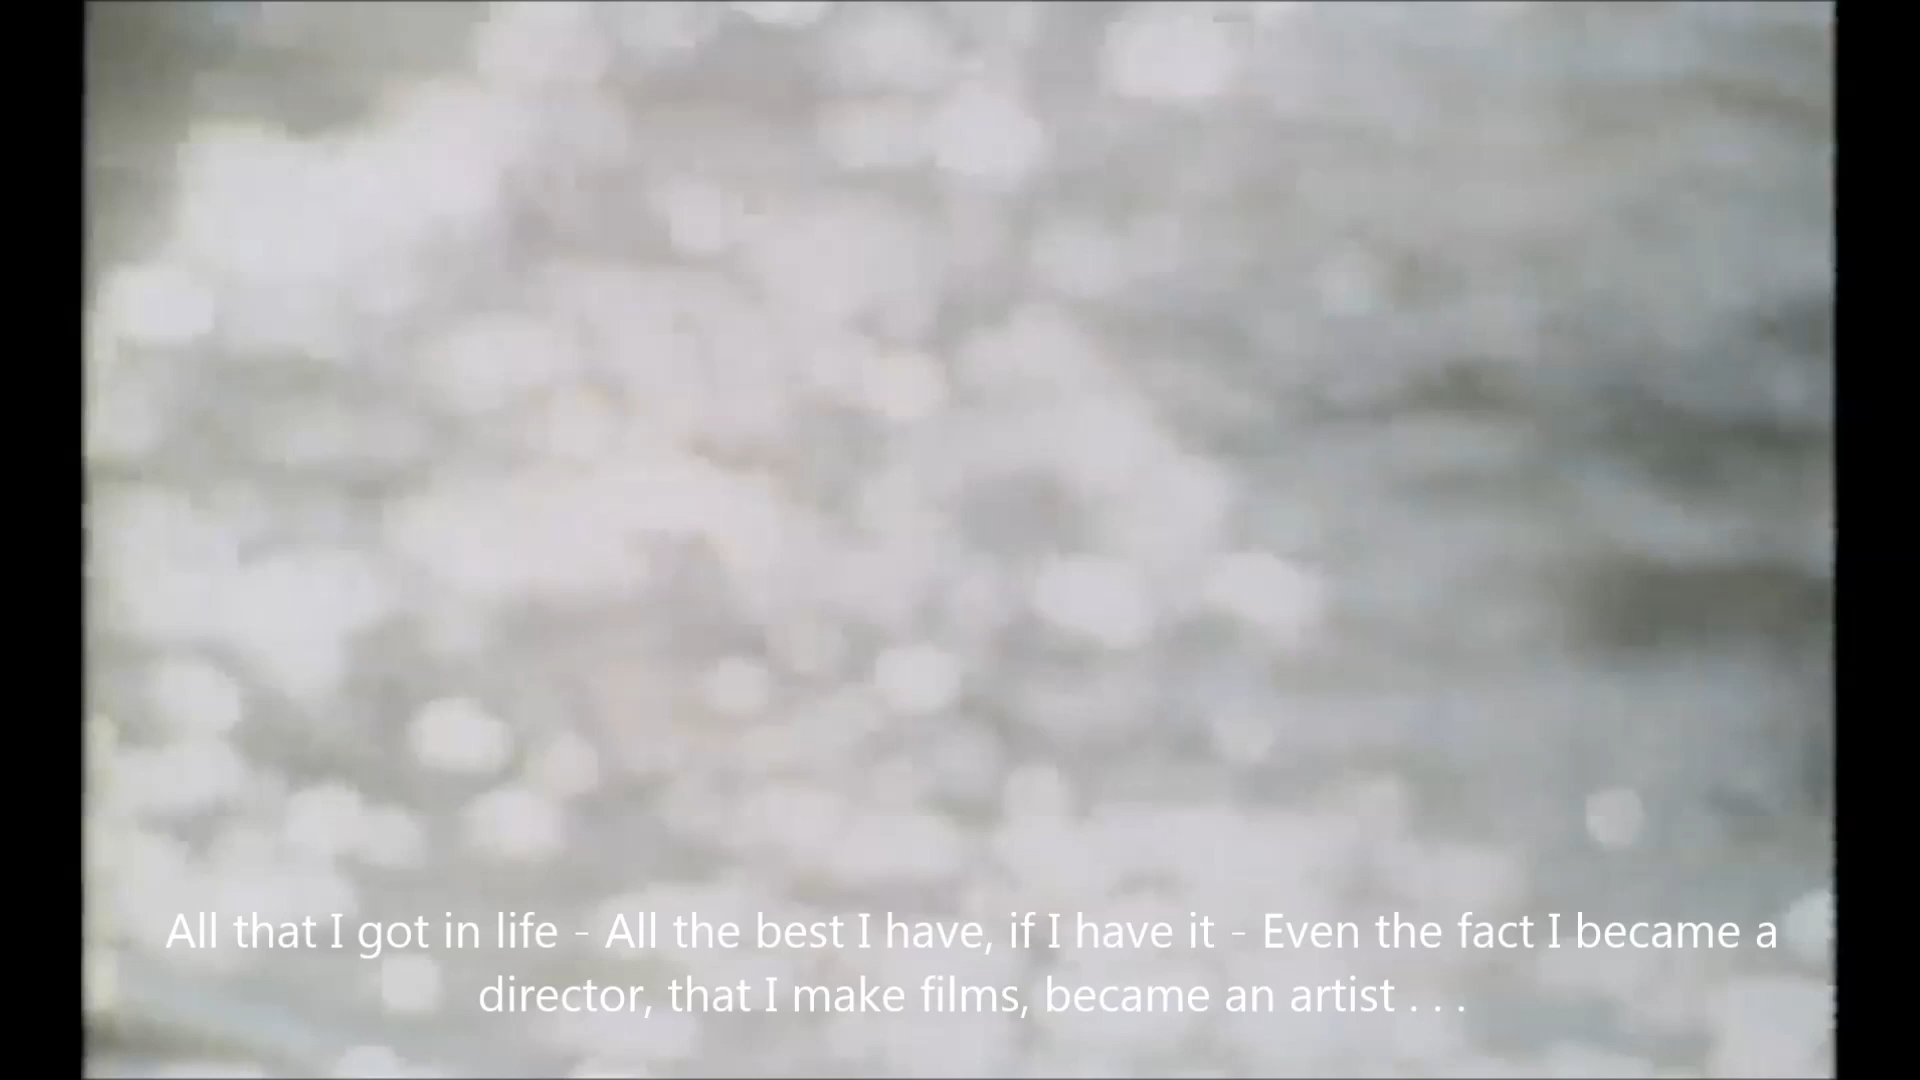 All that I got in life - All the best I have, if I have it - Even the fact I became a
director, that I make films, became an artist . . .